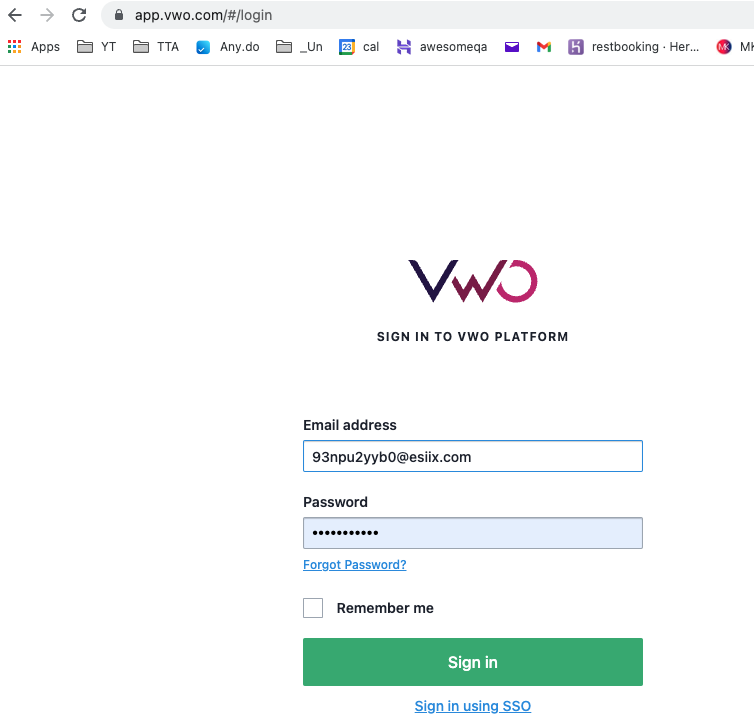 app.vwo.com/#/login
Apps YT TTA Any.do _Un 23 cal awesomeqa restbooking · Her... MK
VWO
SIGN IN TO VWO PLATFORM
Email address
93npu2yyb0@esiix.com
Password
•••••••••••
Forgot Password?
Remember me
Sign in
Sign in using SSO